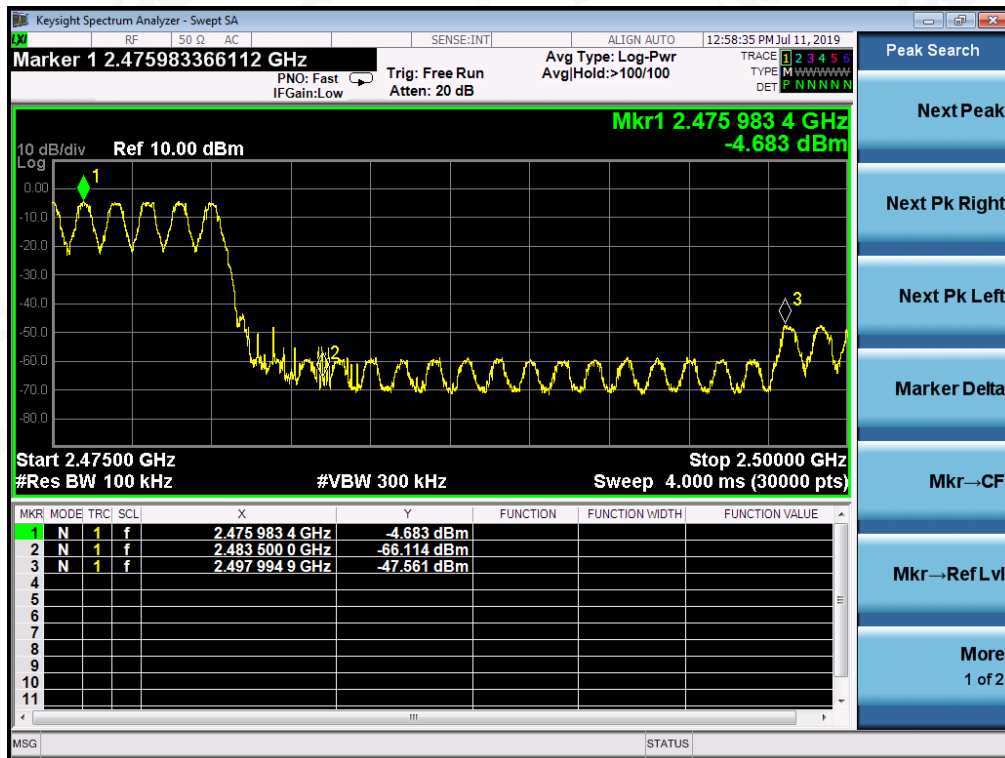 Keysight Spectrum Analyzer - Swept SA
LXI RF 50 Ω AC SENSE:INT ALIGN AUTO 12:58:35 PM Jul 11, 2019
Marker 1 2.475983366112 GHz
PNO: Fast
IFGain:Low
Trig: Free Run
Atten: 20 dB
Avg Type: Log-Pwr
Avg|Hold:>100/100
TRACE 1 2 3 4 5 6
TYPE M WWWWW
DET P N N N N N
Mkr1 2.475 983 4 GHz
-4.683 dBm
10 dB/div Ref 10.00 dBm
Log
0.00
-10.0
-20.0
-30.0
-40.0
-50.0
-60.0
-70.0
-80.0
1
2
3
Start 2.47500 GHz Stop 2.50000 GHz
#Res BW 100 kHz #VBW 300 kHz Sweep 4.000 ms (30000 pts)
MKR MODE TRC SCL X Y FUNCTION FUNCTION WIDTH FUNCTION VALUE
1 N 1 f 2.475 983 4 GHz -4.683 dBm
2 N 1 f 2.483 500 0 GHz -66.114 dBm
3 N 1 f 2.497 994 9 GHz -47.561 dBm
4
5
6
7
8
9
10
11
MSG STATUS
Peak Search
Next Peak
Next Pk Right
Next Pk Left
Marker Delta
Mkr→CF
Mkr→Ref Lvl
More
1 of 2